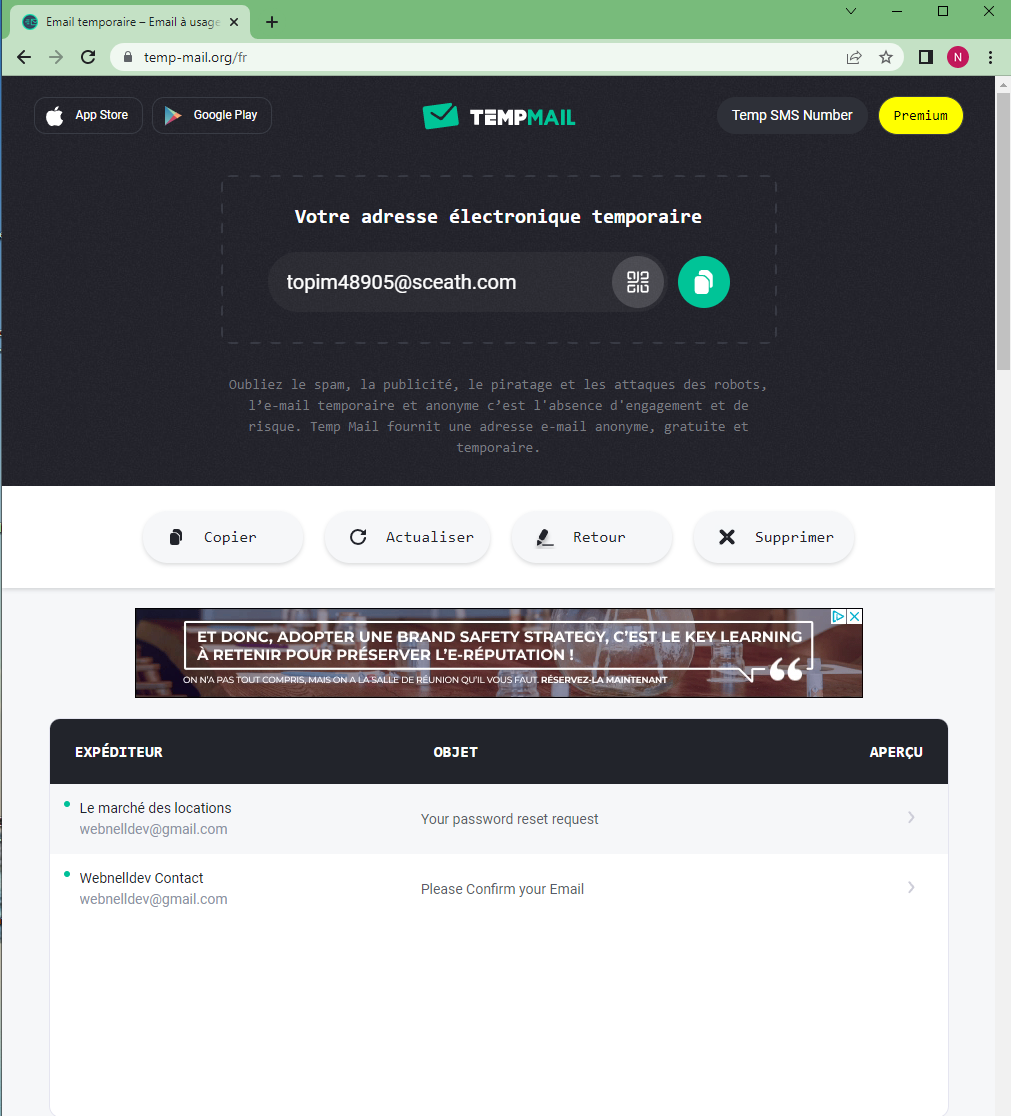 Email temporaire – Email à usage
temp-mail.org/fr
N
App Store
Google Play
TEMPMAIL
Temp SMS Number
Premium
Votre adresse électronique temporaire
topim48905@sceath.com
Oubliez le spam, la publicité, le piratage et les attaques des robots,
l’e-mail temporaire et anonyme c’est l'absence d'engagement et de
risque. Temp Mail fournit une adresse e-mail anonyme, gratuite et
temporaire.
Copier
Actualiser
Retour
Supprimer
ET DONC, ADOPTER UNE BRAND SAFETY STRATEGY, C’EST LE KEY LEARNING
À RETENIR POUR PRÉSERVER L’E-RÉPUTATION !
ON N’A PAS TOUT COMPRIS, MAIS ON A LA SALLE DE RÉUNION QU’IL VOUS FAUT. RÉSERVEZ-LA MAINTENANT
EXPÉDITEUR
OBJET
APERÇU
Le marché des locations
webnelldev@gmail.com
Your password reset request
Webnelldev Contact
webnelldev@gmail.com
Please Confirm your Email